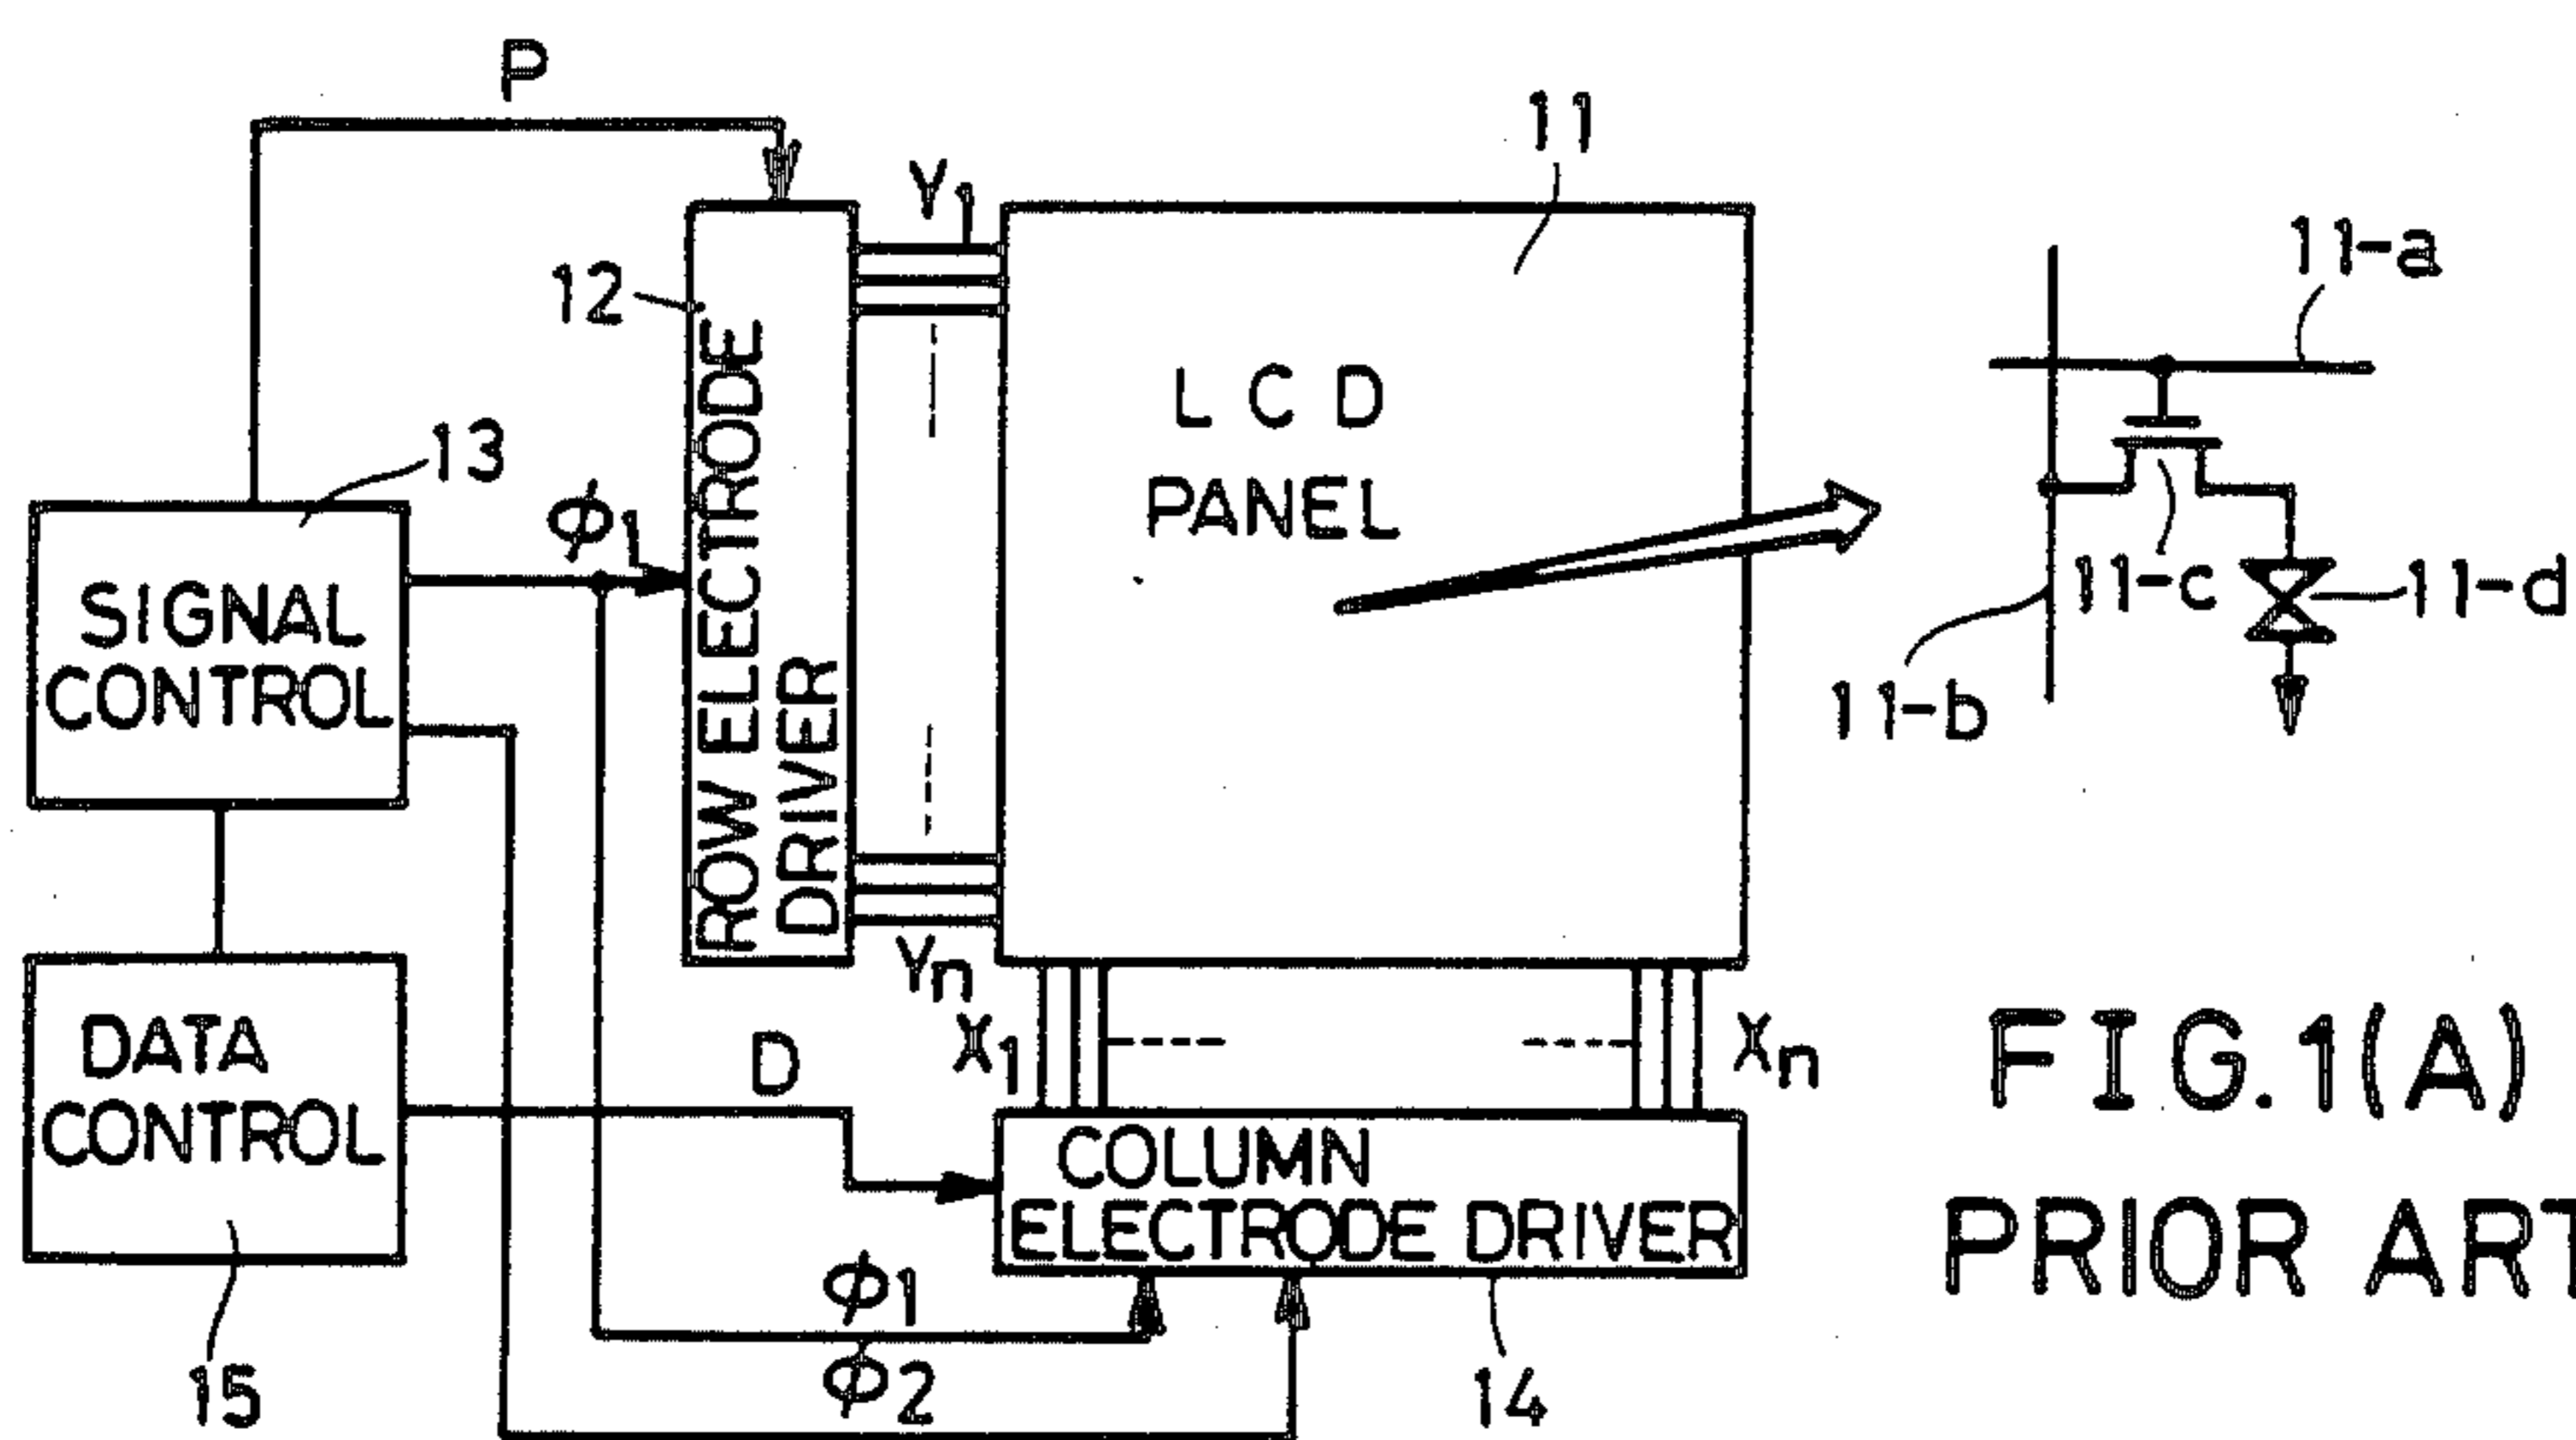 P
11
Y1
12
ROW ELECTRODE
DRIVER
LCD
PANEL
11-a
11-c
11-d
11-b
13
ϕ1
SIGNAL
CONTROL
Yn
X1
Xn
DATA
CONTROL
D
COLUMN
ELECTRODE DRIVER
ϕ1
ϕ2
15
14
FIG.1(A)
PRIOR ART